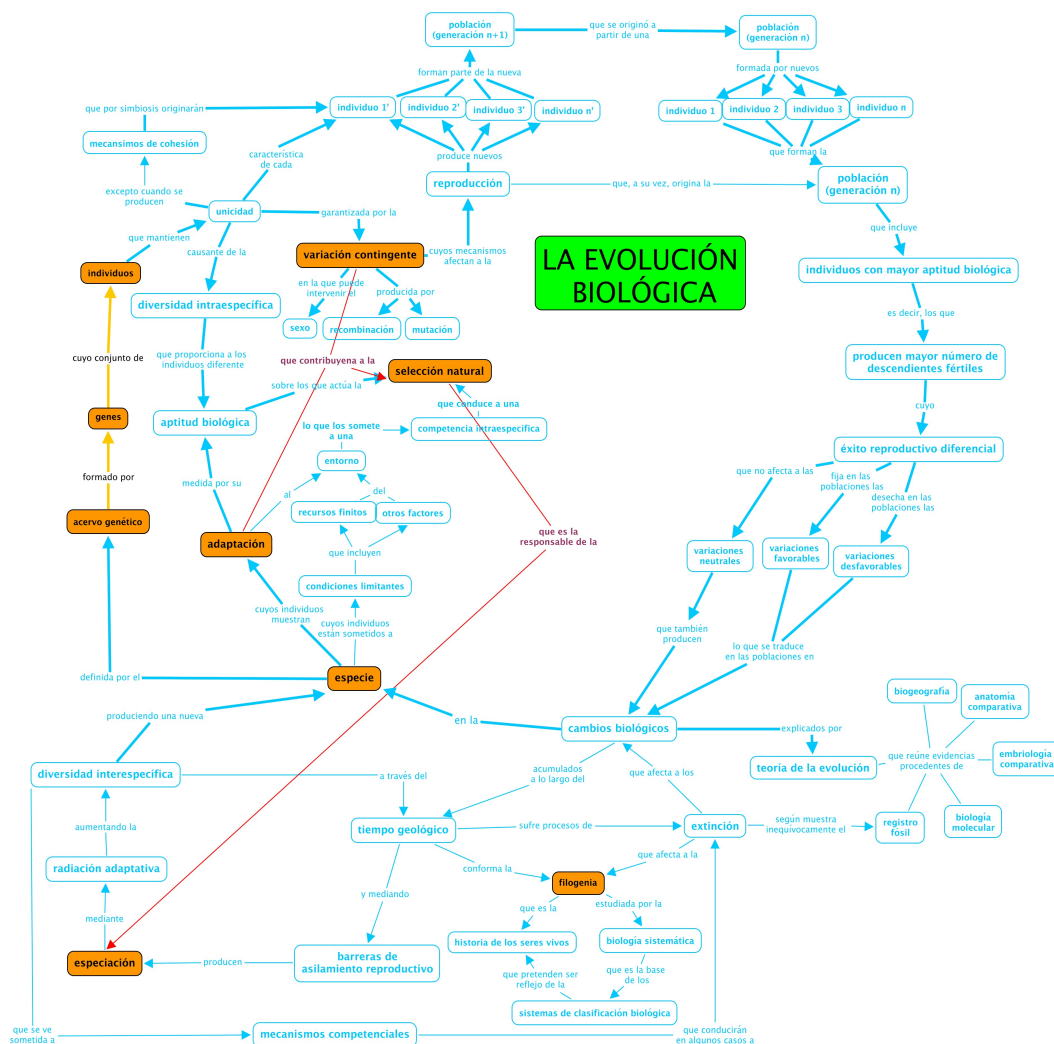 población
(generación n+1)
que se originó a
partir de una
población
(generación n)
forman parte de la nueva
formada por nuevos
que por simbiosis originarán
individuo 1'
individuo 2'
individuo 3'
individuo n'
individuo 1
individuo 2
individuo 3
individuo n
mecansimos de cohesión
característica
de cada
produce nuevos
que forman la
excepto cuando se
producen
reproducción
que, a su vez, origina la
población
(generación n)
unicidad
garantizada por la
que mantienen
causante de la
variación contingente
cuyos mecanismos
afectan a la
LA EVOLUCIÓN
BIOLÓGICA
que incluye
individuos
individuos con mayor aptitud biológica
en la que puede
intervenir el
producida por
diversidad intraespecífica
sexo
recombinación
mutación
es decir, los que
cuyo conjunto de
que proporciona a los
individuos diferente
que contribuyena a la
selección natural
producen mayor número de
descendientes fértiles
sobre los que actúa la
que conduce a una
cuyo
genes
aptitud biológica
lo que los somete
a una
competencia intraespecífica
éxito reproductivo diferencial
entorno
que no afecta a las
fija en las
poblaciones las
desecha en las
poblaciones las
formado por
medida por su
al
del
recursos finitos
otros factores
acervo genético
adaptación
que es la
responsable de la
que incluyen
variaciones
neutrales
variaciones
favorables
variaciones
desfavorables
condiciones limitantes
cuyos individuos
muestran
cuyos individuos
están sometidos a
que también
producen
lo que se traduce
en las poblaciones en
definida por el
especie
produciendo una nueva
en la
cambios biológicos
explicados por
biogeografía
anatomía
comparativa
que reúne evidencias
procedentes de
embriología
comparativa
teoría de la evolución
diversidad interespecífica
a través del
acumulados
a lo largo del
que afecta a los
tiempo geológico
sufre procesos de
extinción
según muestra
inequivocamente el
registro
fósil
biología
molecular
aumentando la
radiación adaptativa
conforma la
que afecta a la
filogenia
y mediando
que es la
estudiada por la
mediante
historia de los seres vivos
biología sistemática
especiación
producen
barreras de
asilamiento reproductivo
que pretenden ser
reflejo de la
que es la base
de los
sistemas de clasificación biológica
que se ve
sometida a
mecanismos competenciales
que conducirán
en algunos casos a